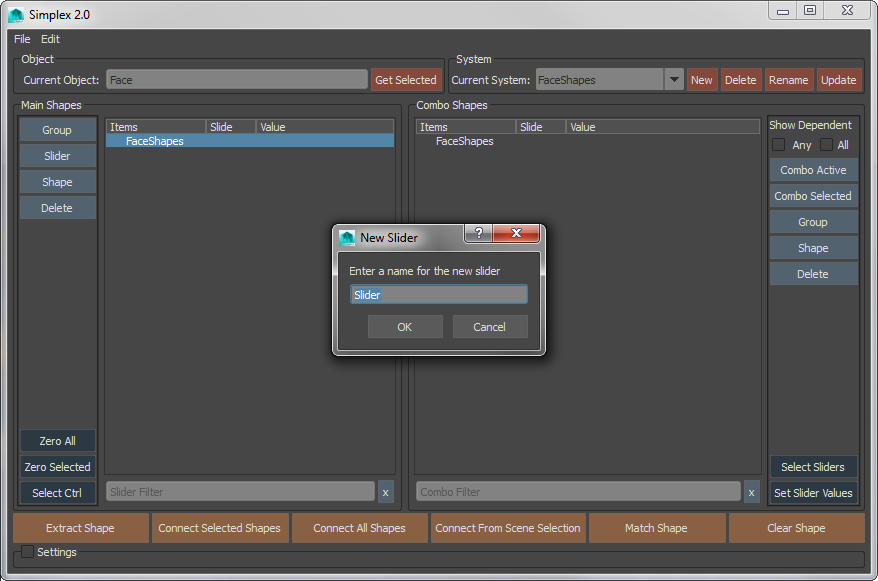 Simplex 2.0
File Edit
Object
Current Object: Face Get Selected
System
Current System: FaceShapes New Delete Rename Update
Main Shapes
Group
Slider
Shape
Delete
Zero All
Zero Selected
Select Ctrl
Items Slide Value
FaceShapes
Slider Filter x
Combo Shapes
Items Slide Value
FaceShapes
Combo Filter x
Show Dependent
Any All
Combo Active
Combo Selected
Group
Shape
Delete
Select Sliders
Set Slider Values
New Slider ?
Enter a name for the new slider
Slider
OK Cancel
Extract Shape Connect Selected Shapes Connect All Shapes Connect From Scene Selection Match Shape Clear Shape
Settings